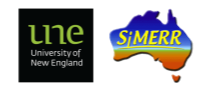 une
University of
New England
SiMERR